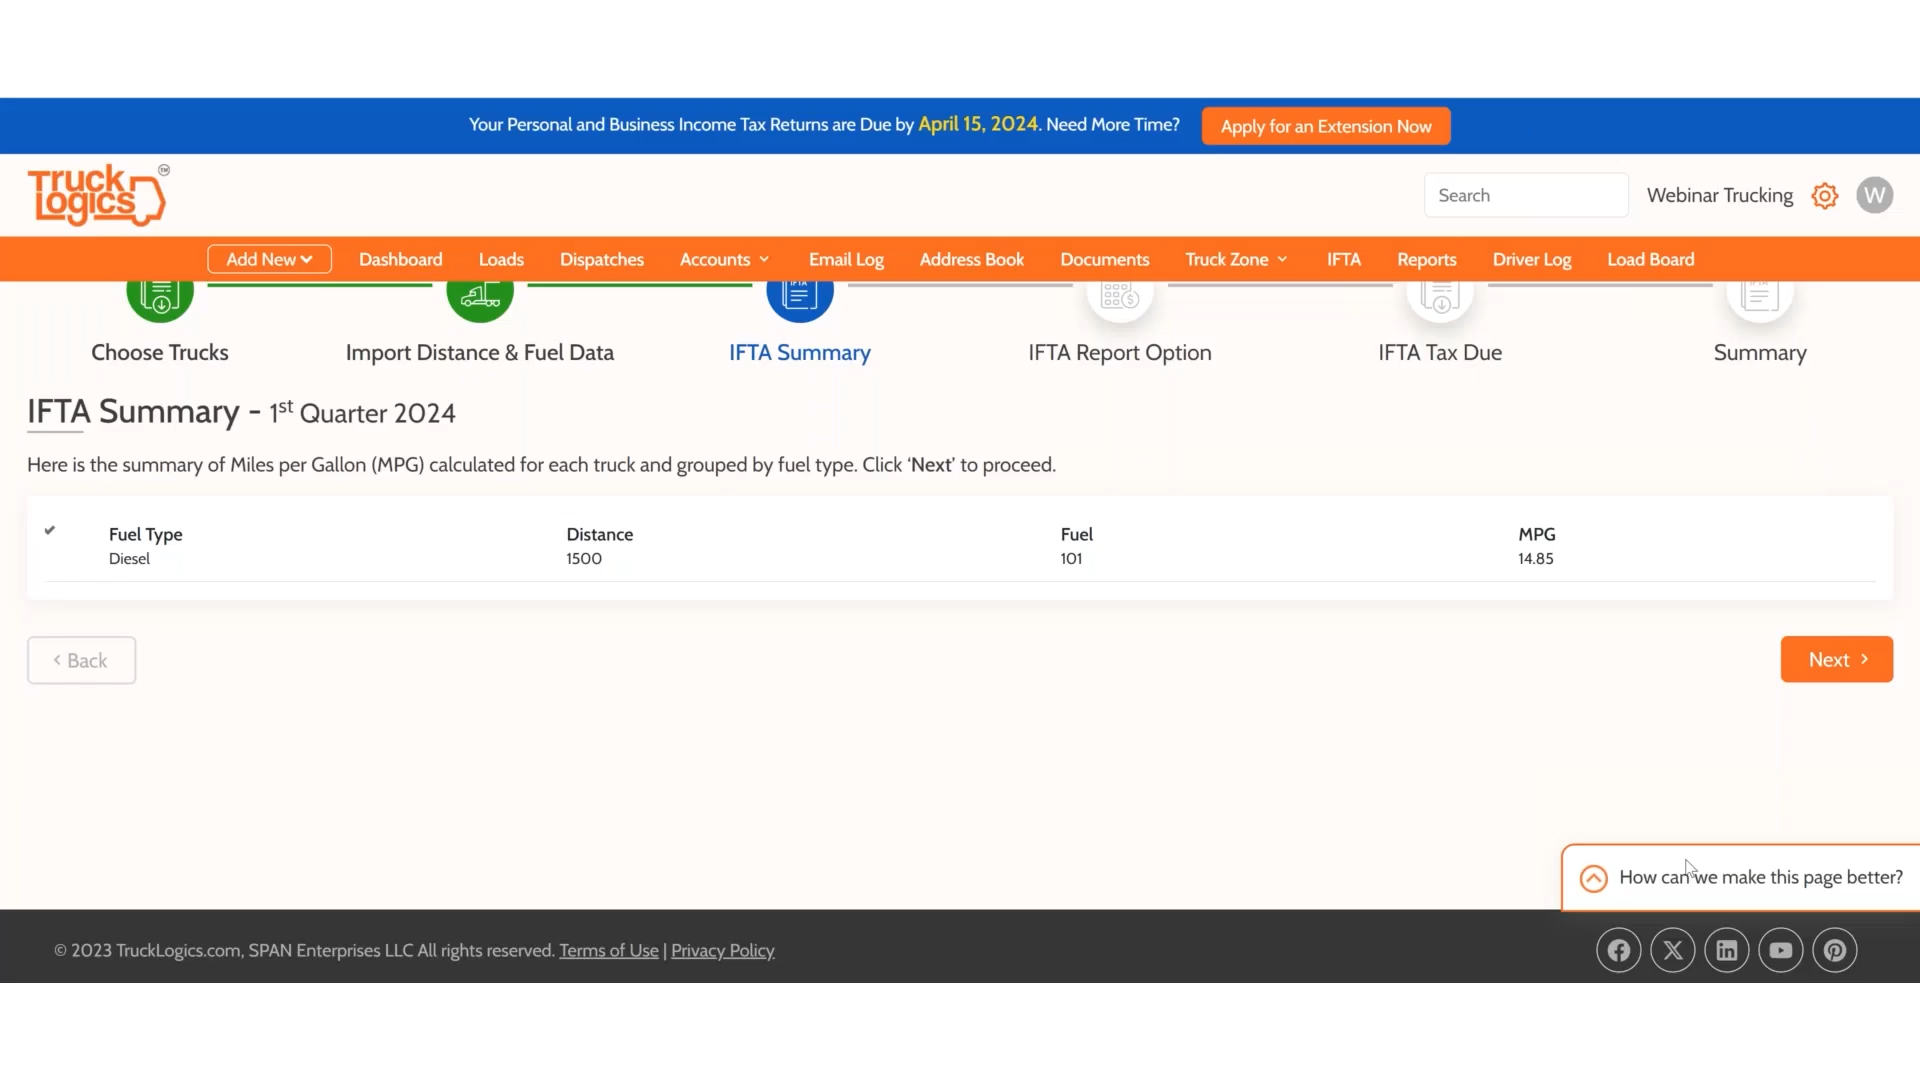 Your Personal and Business Income Tax Returns are Due by April 15, 2024. Need More Time?
Apply for an Extension Now
Truck Logics™
Search
Webinar Trucking
W
Add New
Dashboard
Loads
Dispatches
Accounts
Email Log
Address Book
Documents
Truck Zone
IFTA
Reports
Driver Log
Load Board
Choose Trucks
Import Distance & Fuel Data
IFTA Summary
IFTA Report Option
IFTA Tax Due
Summary
IFTA Summary - 1st Quarter 2024
Here is the summary of Miles per Gallon (MPG) calculated for each truck and grouped by fuel type. Click ‘Next’ to proceed.
Fuel Type Distance Fuel MPG
Diesel 1500 101 14.85
< Back
Next >
How can we make this page better?
© 2023 TruckLogics.com, SPAN Enterprises LLC All rights reserved. Terms of Use | Privacy Policy